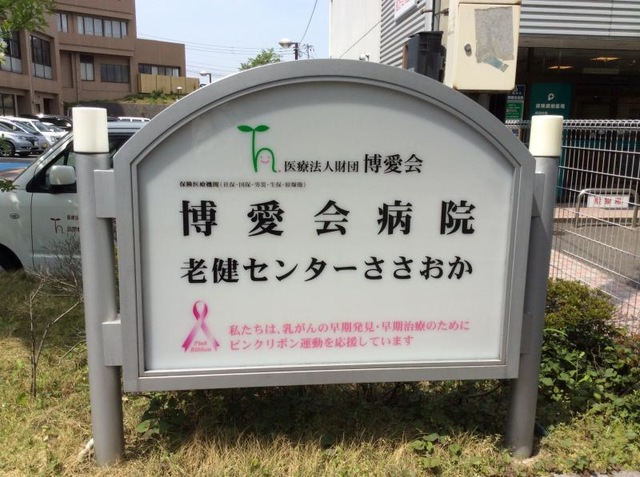 医療法人財団 博愛会
保険医療機関(社保・国保・労災・生保・原爆他)
博愛会病院
老健センターささおか
Pink Ribbon
私たちは、乳がんの早期発見・早期治療のために
ピンクリボン運動を応援しています